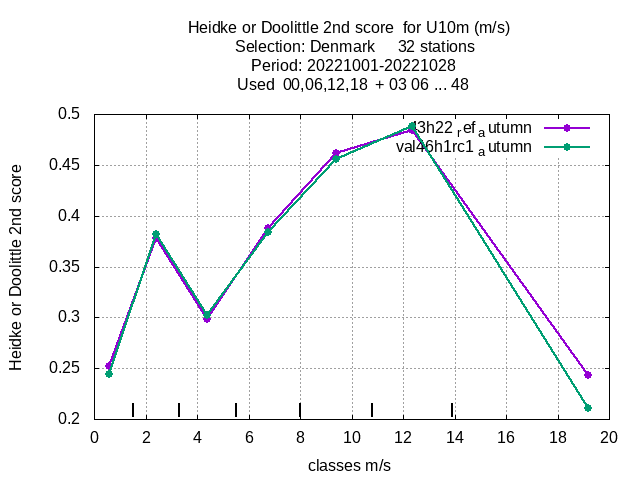 Heidke or Doolittle 2nd score for U10m (m/s)
Selection: Denmark 32 stations
Period: 20221001-20221028
Used 00,06,12,18 + 03 06 ... 48
0.5
0.45
0.4
0.35
0.3
0.25
0.2
Heidke or Doolittle 2nd score
ref autumn
val46h1rc1 autumn
0 2 4 6 8 10 12 14 16 18 20
classes m/s